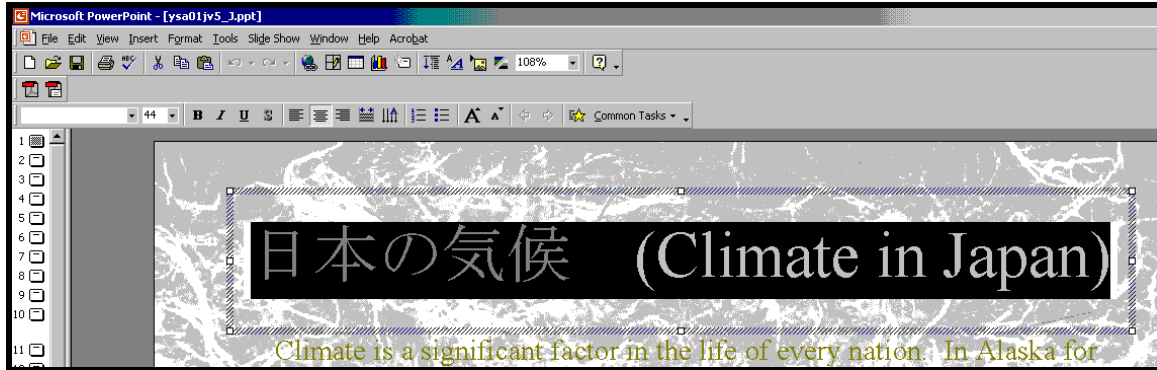 Microsoft PowerPoint - [ysa01jv5_J.ppt]
File Edit View Insert Format Tools Slide Show Window Help Acrobat
108%
44 B I U S Common Tasks
1
2
3
4
5
6
7
8
9
10
11
日本の気候 (Climate in Japan)
Climate is a significant factor in the life of every nation. In Alaska for